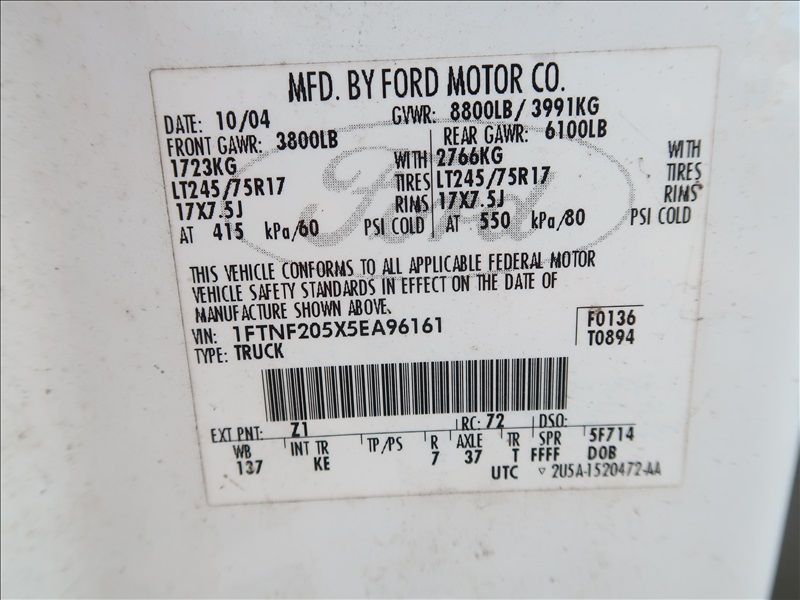 MFD. BY FORD MOTOR CO.
DATE: 10/04 GVWR: 8800LB/ 3991KG
FRONT GAWR: 3800LB REAR GAWR: 6100LB
1723KG WITH 2766KG WITH
LT245/75R17 TIRES LT245/75R17 TIRES
17X7.5J RIMS 17X7.5J RIMS
AT 415 kPa/60 PSI COLD AT 550 kPa/80 PSI COLD
Ford
THIS VEHICLE CONFORMS TO ALL APPLICABLE FEDERAL MOTOR
VEHICLE SAFETY STANDARDS IN EFFECT ON THE DATE OF
MANUFACTURE SHOWN ABOVE.
VIN: 1FTNF205X5EA96161 F0136
TYPE: TRUCK T0894
EXT PNT: Z1 RC: 72 DSO:
WB INT TR TP/PS R AXLE TR SPR 5F714
137 KE 7 37 T FFFF DOB
UTC ▽ 2U5A-1520472-AA